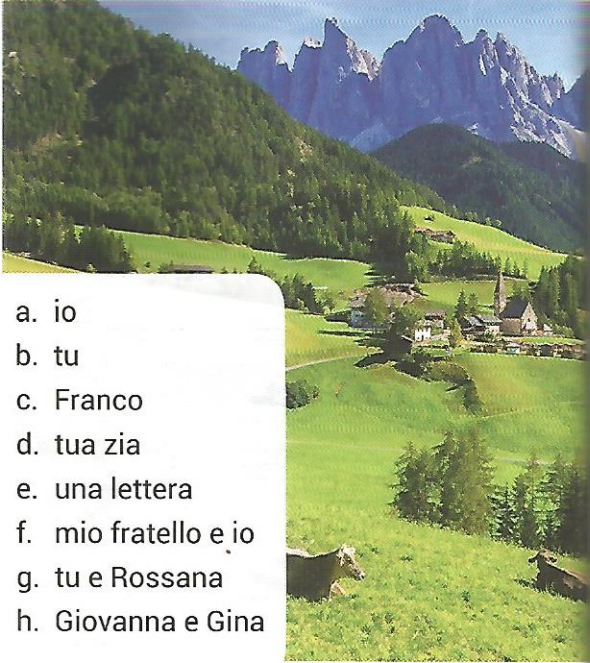 a. io
b. tu
c. Franco
d. tua zia
e. una lettera
f. mio fratello e io
g. tu e Rossana
h. Giovanna e Gina